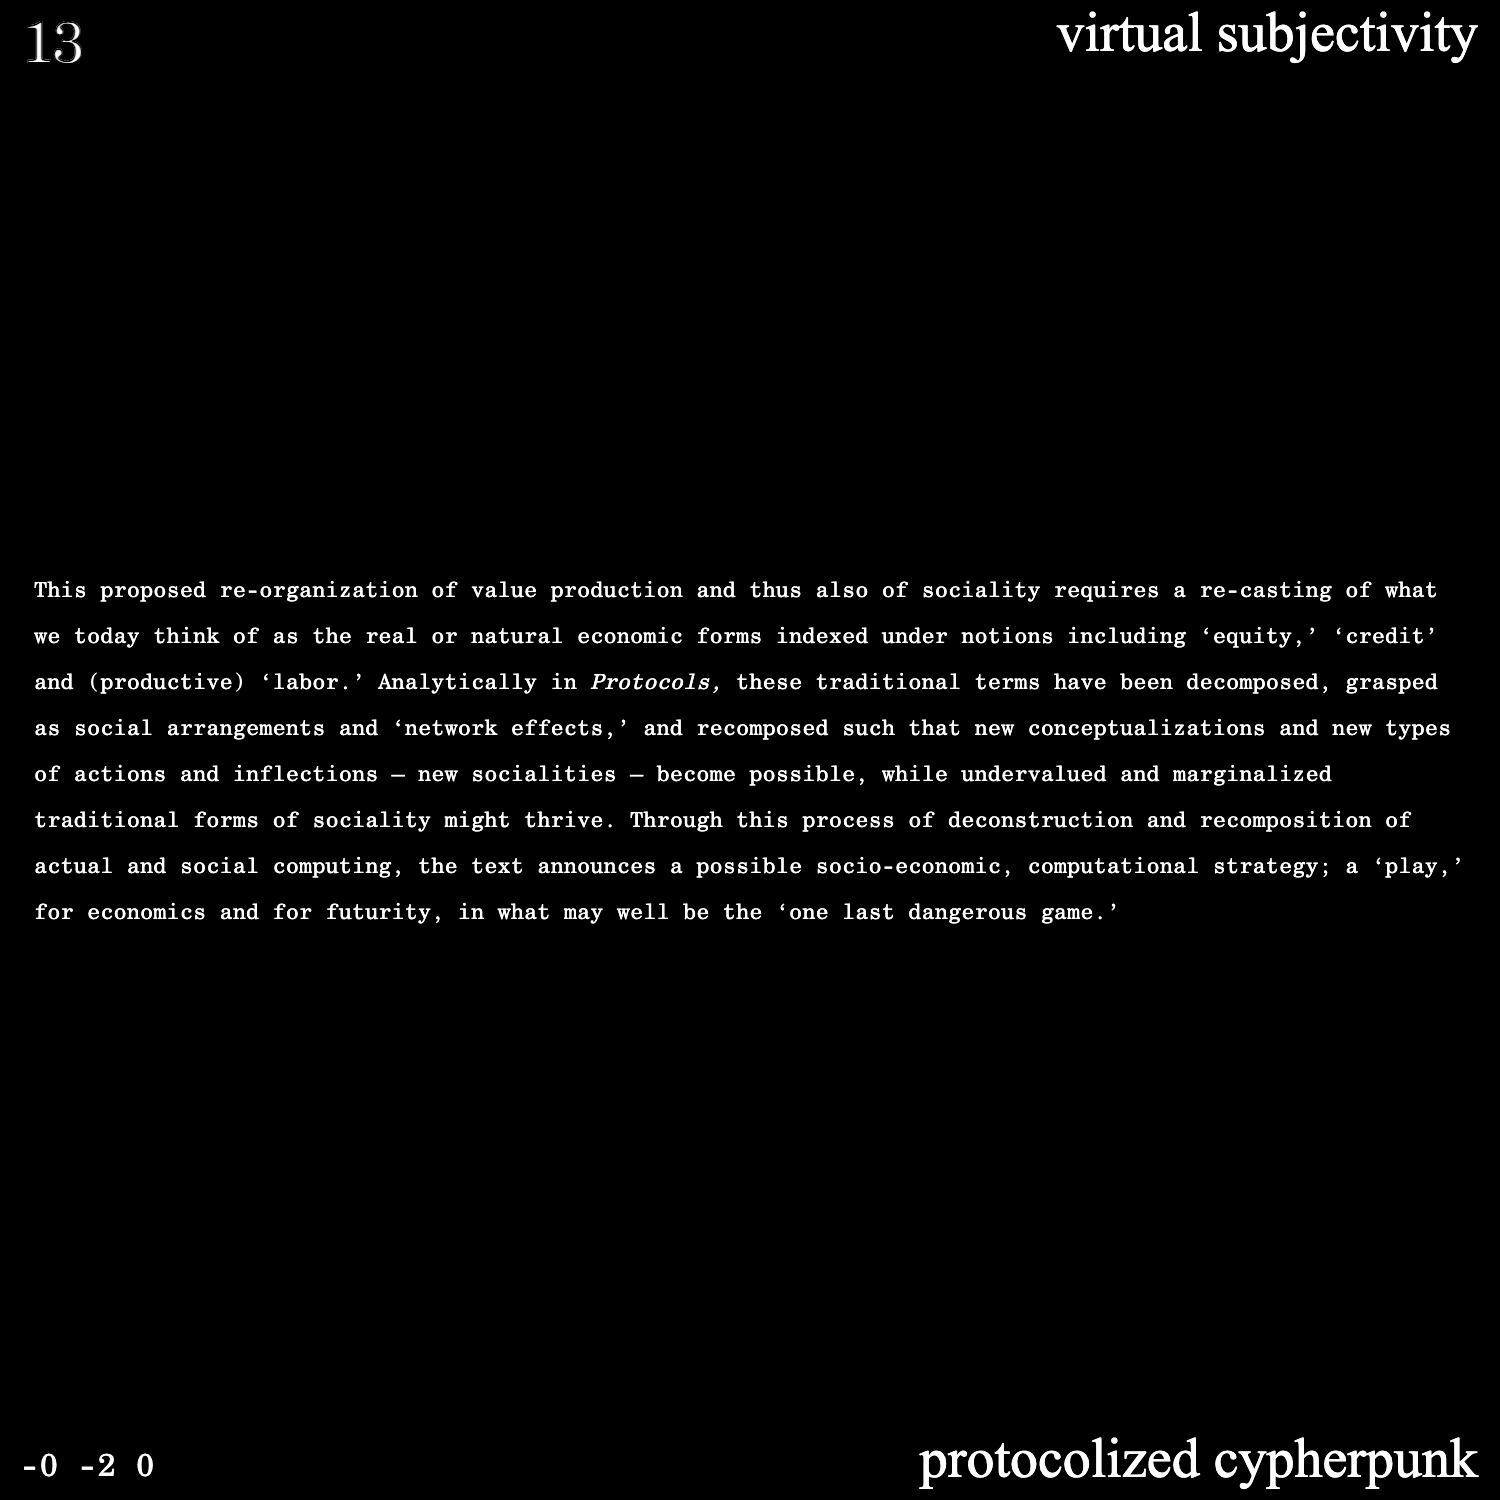 13
virtual subjectivity
This proposed re-organization of value production and thus also of sociality requires a re-casting of what
we today think of as the real or natural economic forms indexed under notions including ‘equity,’ ‘credit’
and (productive) ‘labor.’ Analytically in Protocols, these traditional terms have been decomposed, grasped
as social arrangements and ‘network effects,’ and recomposed such that new conceptualizations and new types
of actions and inflections — new socialities — become possible, while undervalued and marginalized
traditional forms of sociality might thrive. Through this process of deconstruction and recomposition of
actual and social computing, the text announces a possible socio-economic, computational strategy; a ‘play,’
for economics and for futurity, in what may well be the ‘one last dangerous game.’
-0 -2 0
protocolized cypherpunk